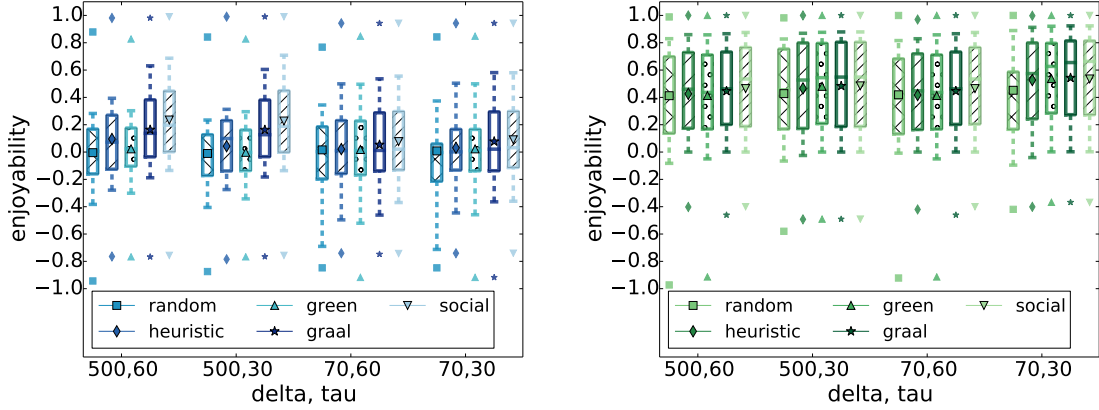 enjoyability
1.0
0.8
0.6
0.4
0.2
0.0
−0.2
−0.4
−0.6
−0.8
−1.0
random
green
social
heuristic
graal
500,60
500,30
70,60
70,30
delta, tau
enjoyability
1.0
0.8
0.6
0.4
0.2
0.0
−0.2
−0.4
−0.6
−0.8
−1.0
random
green
social
heuristic
graal
500,60
500,30
70,60
70,30
delta, tau